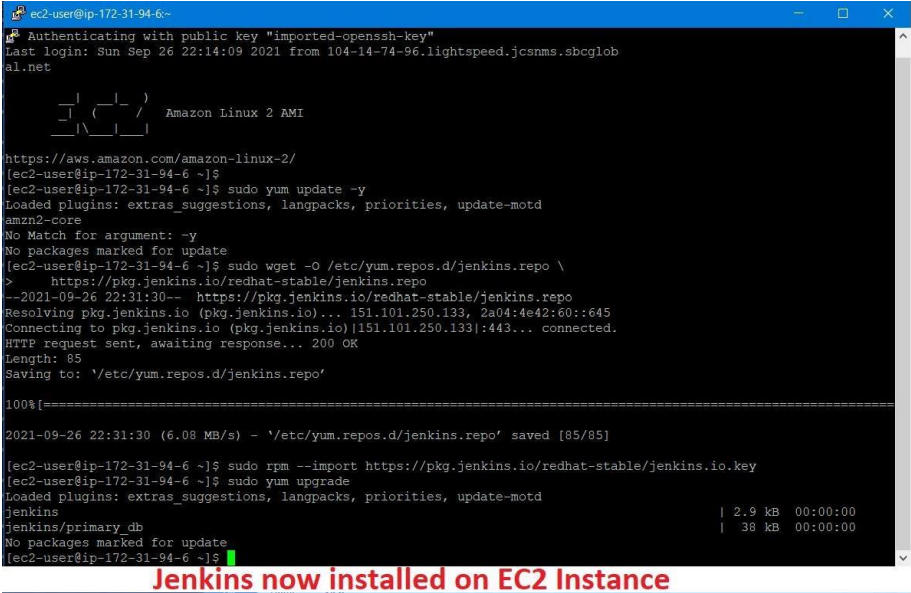 ec2-user@ip-172-31-94-6:~
Authenticating with public key "imported-openssh-key"
Last login: Sun Sep 26 22:14:09 2021 from 104-14-74-96.lightspeed.jcsnms.sbcglob
al.net
__|  __|_  )
_|  (     /   Amazon Linux 2 AMI
___|\___|___|
https://aws.amazon.com/amazon-linux-2/
[ec2-user@ip-172-31-94-6 ~]$
[ec2-user@ip-172-31-94-6 ~]$ sudo yum update –y
Loaded plugins: extras_suggestions, langpacks, priorities, update-motd
amzn2-core
No Match for argument: –y
No packages marked for update
[ec2-user@ip-172-31-94-6 ~]$ sudo wget -O /etc/yum.repos.d/jenkins.repo \
>     https://pkg.jenkins.io/redhat-stable/jenkins.repo
--2021-09-26 22:31:30--  https://pkg.jenkins.io/redhat-stable/jenkins.repo
Resolving pkg.jenkins.io (pkg.jenkins.io)... 151.101.250.133, 2a04:4e42:60::645
Connecting to pkg.jenkins.io (pkg.jenkins.io)|151.101.250.133|:443... connected.
HTTP request sent, awaiting response... 200 OK
Length: 85
Saving to: ‘/etc/yum.repos.d/jenkins.repo’
100%[==========================================================================================
2021-09-26 22:31:30 (6.08 MB/s) - ‘/etc/yum.repos.d/jenkins.repo’ saved [85/85]
[ec2-user@ip-172-31-94-6 ~]$ sudo rpm --import https://pkg.jenkins.io/redhat-stable/jenkins.io.key
[ec2-user@ip-172-31-94-6 ~]$ sudo yum upgrade
Loaded plugins: extras_suggestions, langpacks, priorities, update-motd
jenkins | 2.9 kB 00:00:00
jenkins/primary_db | 38 kB 00:00:00
No packages marked for update
[ec2-user@ip-172-31-94-6 ~]$
Jenkins now installed on EC2 Instance